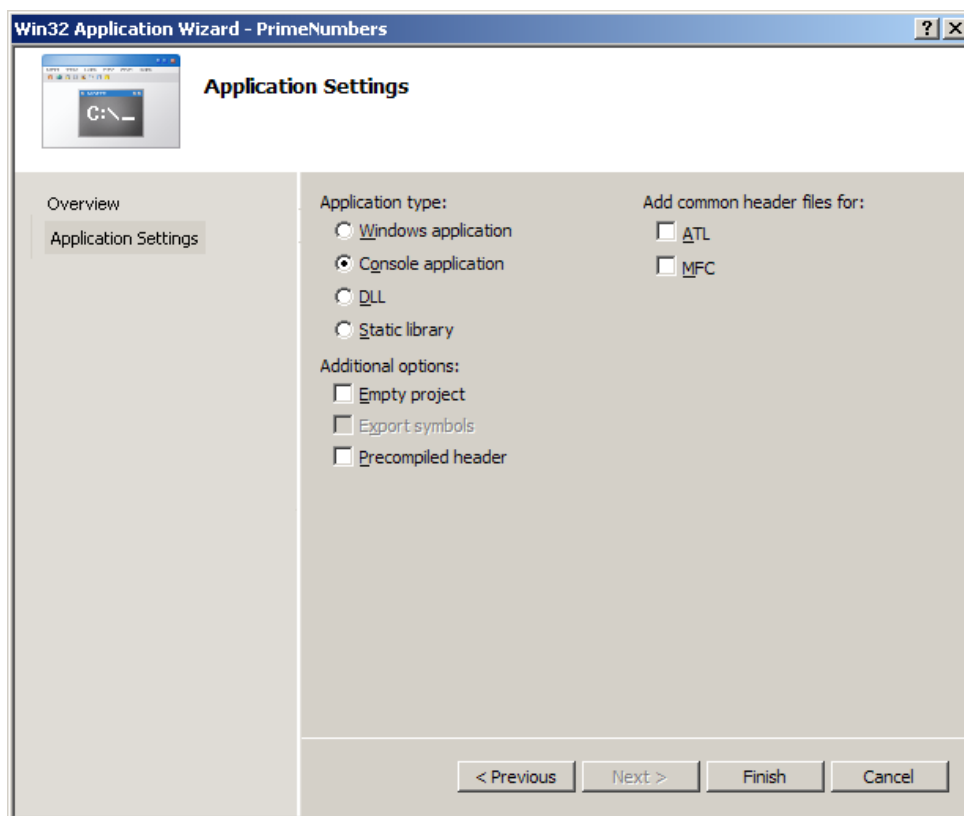 Win32 Application Wizard - PrimeNumbers
C:\_
Application Settings
Overview
Application Settings
Application type:
Windows application
Console application
DLL
Static library
Additional options:
Empty project
Export symbols
Precompiled header
Add common header files for:
ATL
MFC
< Previous
Next >
Finish
Cancel